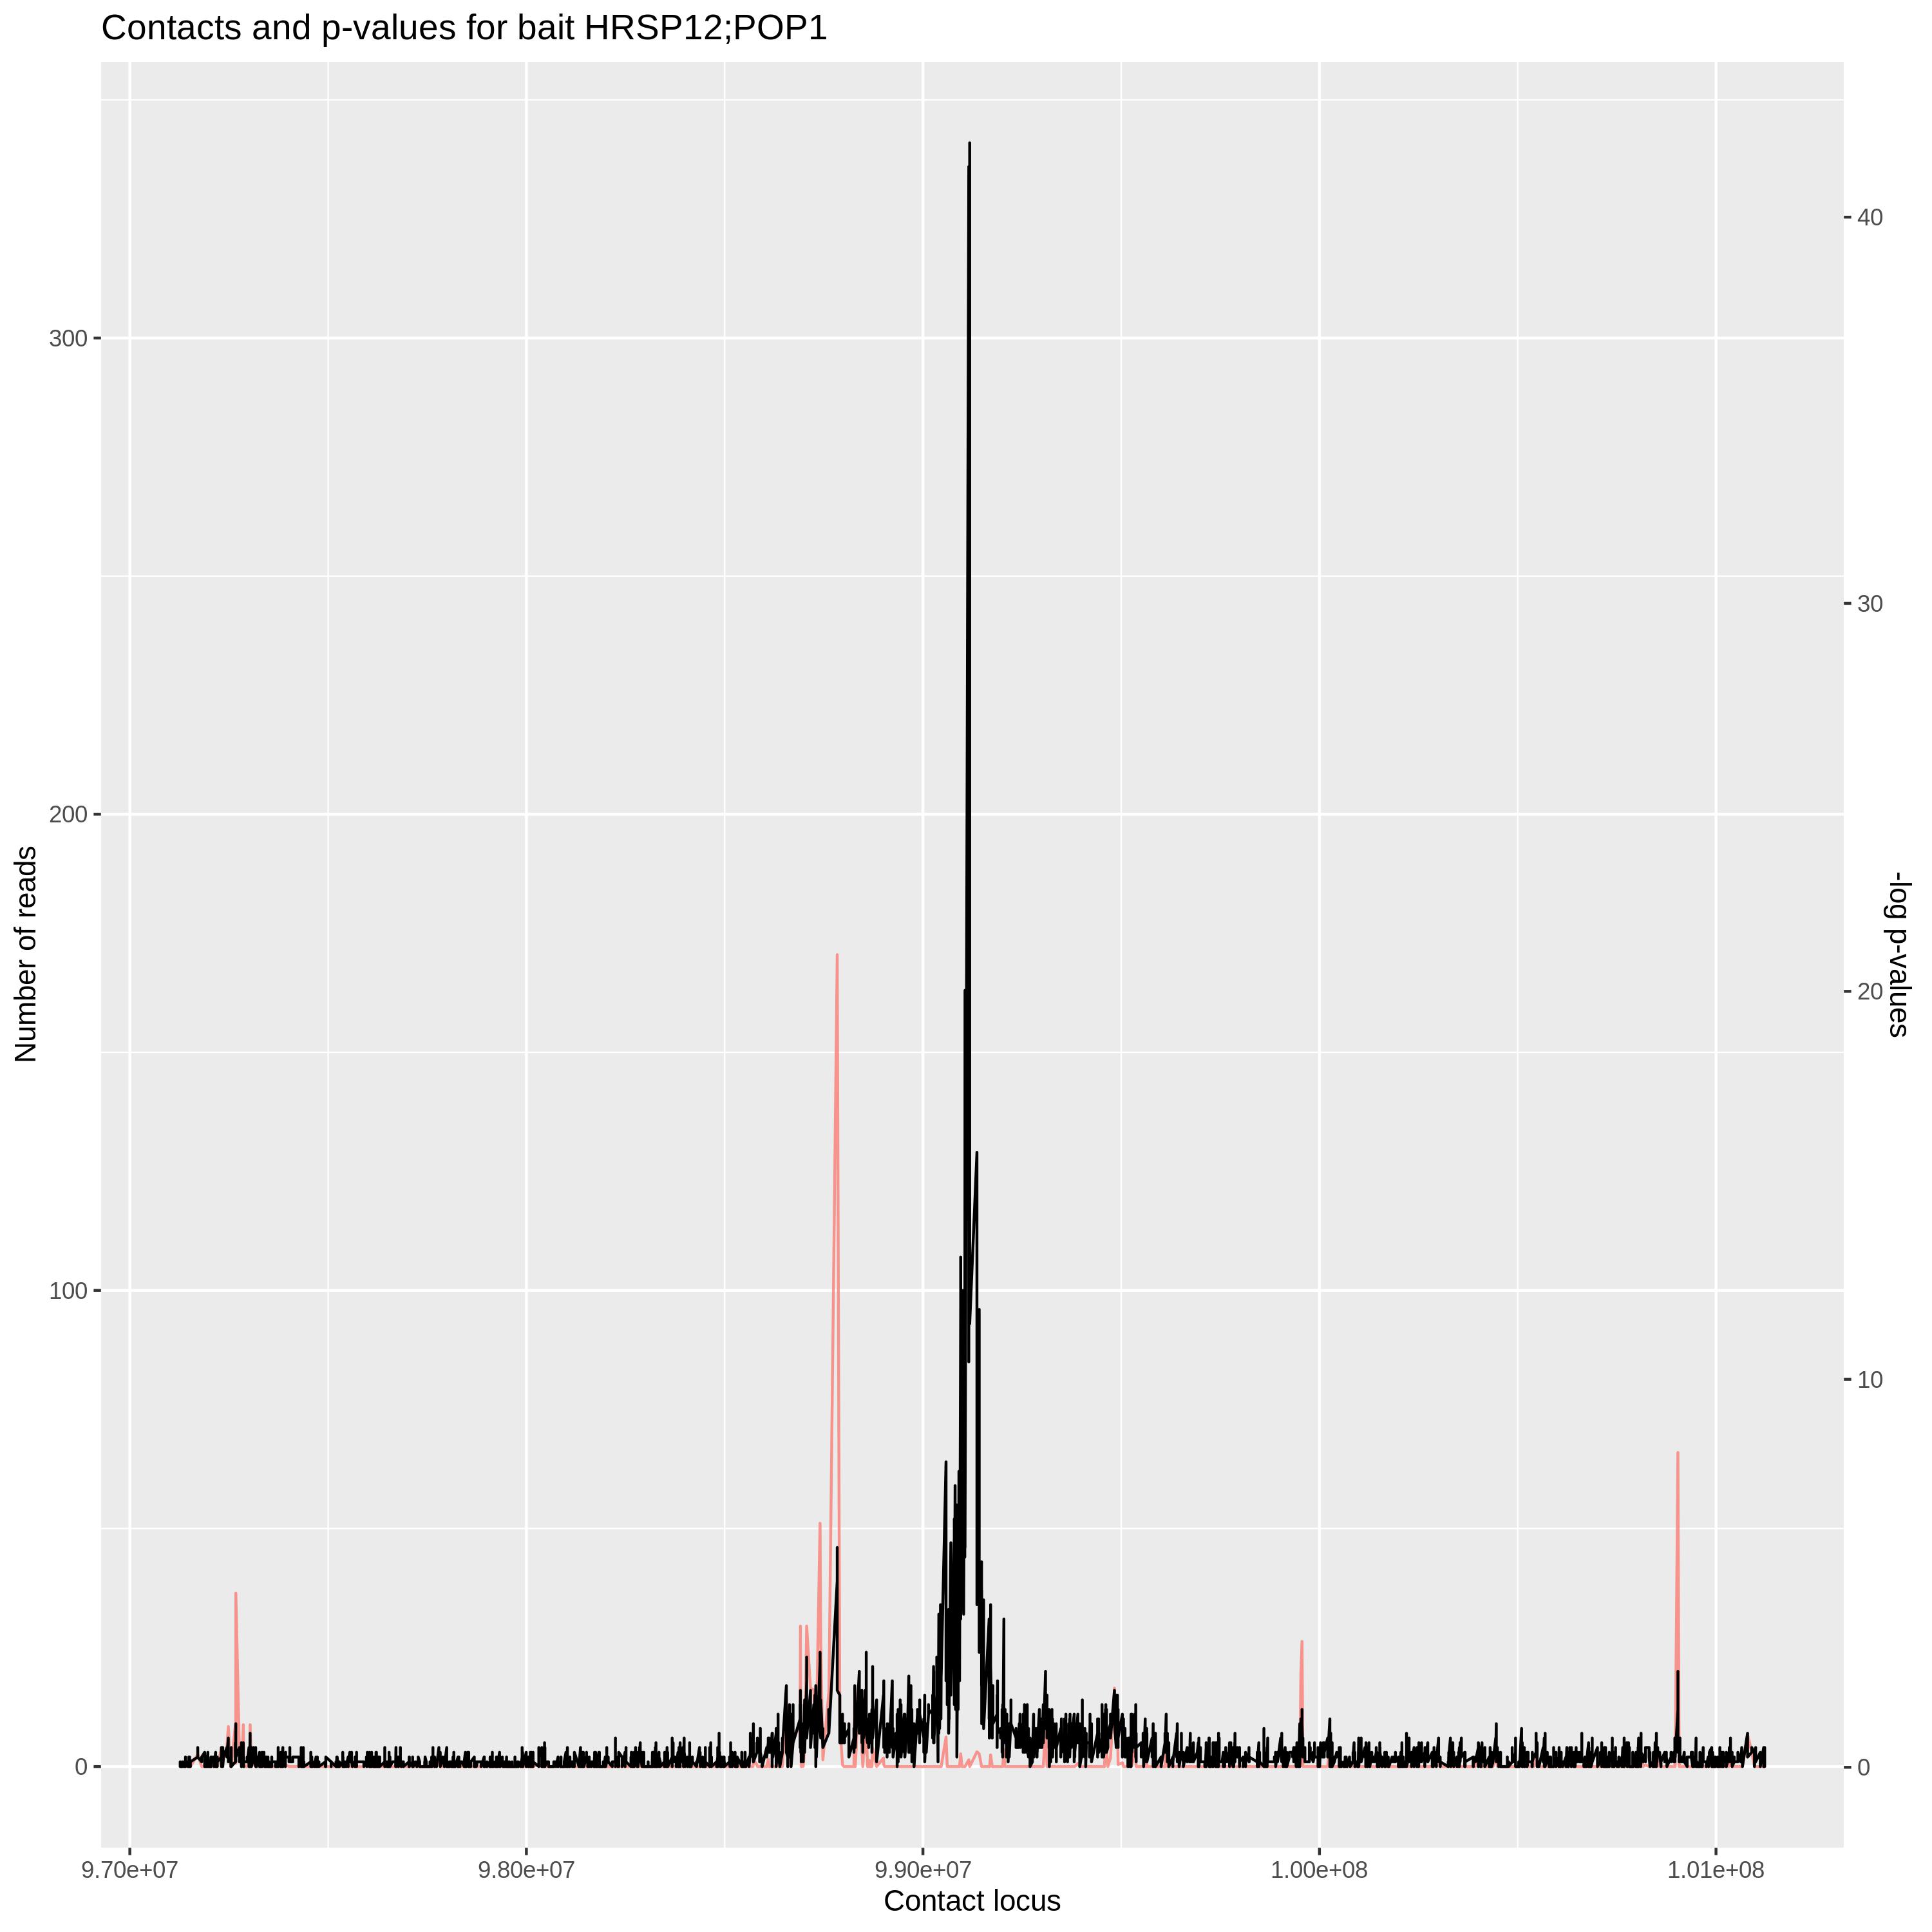 Contacts and p-values for bait HRSP12;POP1
300
200
100
0
Number of reads
40
30
20
10
0
-log p-values
9.70e+07
9.80e+07
9.90e+07
1.00e+08
1.01e+08
Contact locus